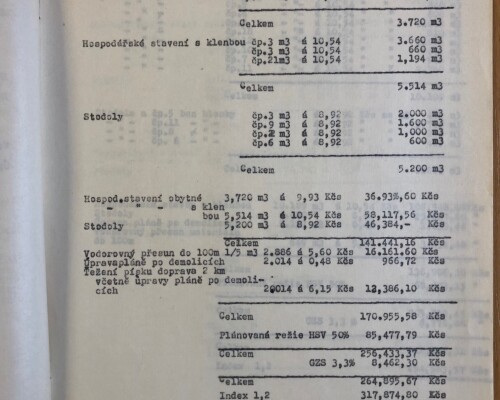 Celkem 3.720 m3
Hospodářské stavení s klenbou čp.3 m3 á 10,54 3.660 m3
čp.3 m3 á 10,54 660 m3
čp.21m3 á 10,54 1,194 m3
Celkem 5.514 m3
Stodoly čp.3 m3 á 8,92 2.000 m3
čp.9 m3 á 8,92 1.600 m3
čp.2 m3 á 8,92 1,000 m3
čp.6 m3 á 8,92 600 m3
Celkem 5.200 m3
Hospod.stavení obytné 3,720 m3 á 9,93 Kčs 36.93%,60 Kčs
- " - s klen
bou 5,514 m3 á 10,54 Kčs 58,117,56 Kčs
Stodoly 5,200 m3 á 8,92 Kčs 46,384,- Kčs
Celkem 141.441,16 Kčs
Vodorovný přesun do 100m 1/5 m3 2.886 á 5,60 Kčs 16.161.60 Kčs
Úpravapláně po demolicích 2.014 á 0,48 Kčs 966,72 Kčs
Težení písku doprava 2 km
včetně úpravy pláně po demoli-
cích 2.014 á 6,15 Kčs 12,386,10 Kčs
Celkem 170.955,58 Kčs
Plánovaná režie HSV 50% 85,477,79 Kčs
Celkem 256,433,37 Kčs
GZS 3,3% 8,462,30 Kčs
Celkem 264,895,67 Kčs
Index 1,2 317,874,80 Kčs